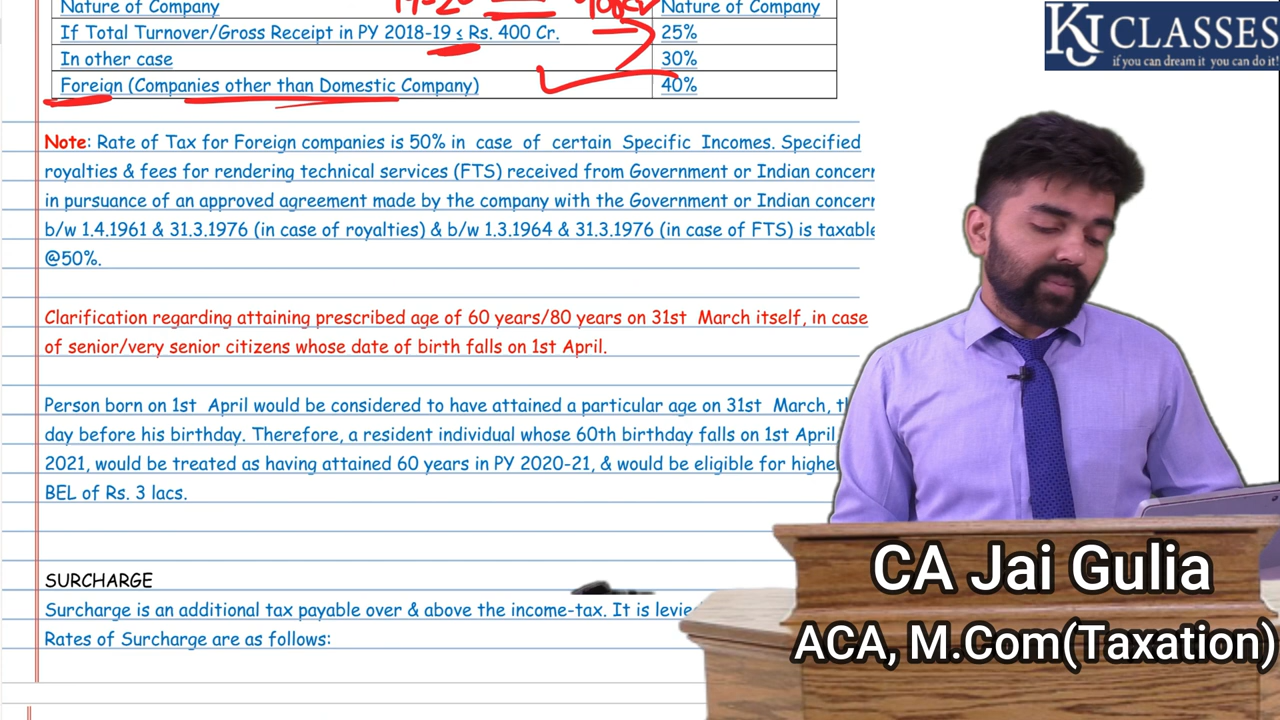 Nature of Company
Nature of Company
If Total Turnover/Gross Receipt in PY 2018-19 ≤ Rs. 400 Cr.
25%
In other case
30%
Foreign (Companies other than Domestic Company)
40%
Note: Rate of Tax for Foreign companies is 50% in case of certain Specific Incomes. Specified
royalties & fees for rendering technical services (FTS) received from Government or Indian concern
in pursuance of an approved agreement made by the company with the Government or Indian concern
b/w 1.4.1961 & 31.3.1976 (in case of royalties) & b/w 1.3.1964 & 31.3.1976 (in case of FTS) is taxable
@50%.
Clarification regarding attaining prescribed age of 60 years/80 years on 31st March itself, in case
of senior/very senior citizens whose date of birth falls on 1st April.
Person born on 1st April would be considered to have attained a particular age on 31st March,
day before his birthday. Therefore, a resident individual whose 60th birthday falls on 1st April
2021, would be treated as having attained 60 years in PY 2020-21, & would be eligible for
BEL of Rs. 3 lacs.
SURCHARGE
Surcharge is an additional tax payable over & above the income-tax. It is
Rates of Surcharge are as follows:
KJ CLASSES
if you can dream it you can do it!
CA Jai Gulia
ACA, M.Com(Taxation)